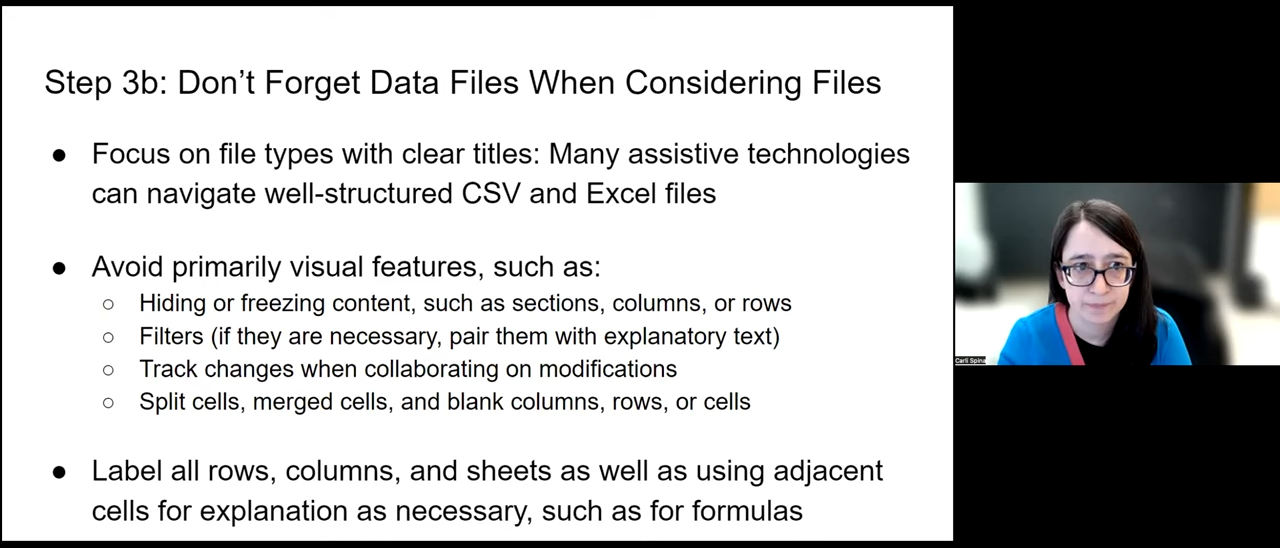 Step 3b: Don’t Forget Data Files When Considering Files
● Focus on file types with clear titles: Many assistive technologies
can navigate well-structured CSV and Excel files
● Avoid primarily visual features, such as:
○ Hiding or freezing content, such as sections, columns, or rows
○ Filters (if they are necessary, pair them with explanatory text)
○ Track changes when collaborating on modifications
○ Split cells, merged cells, and blank columns, rows, or cells
● Label all rows, columns, and sheets as well as using adjacent
cells for explanation as necessary, such as for formulas
Carli Spina